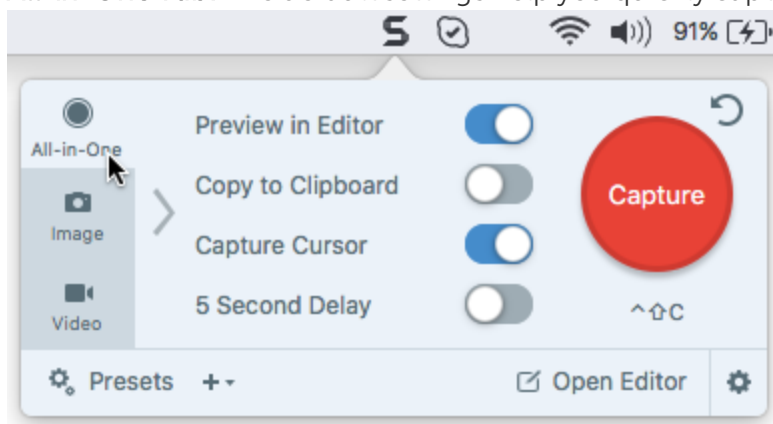 S 91%
All-in-One
Preview in Editor
Copy to Clipboard
Capture Cursor
5 Second Delay
Image
Video
Capture
^⇧C
Presets + Open Editor